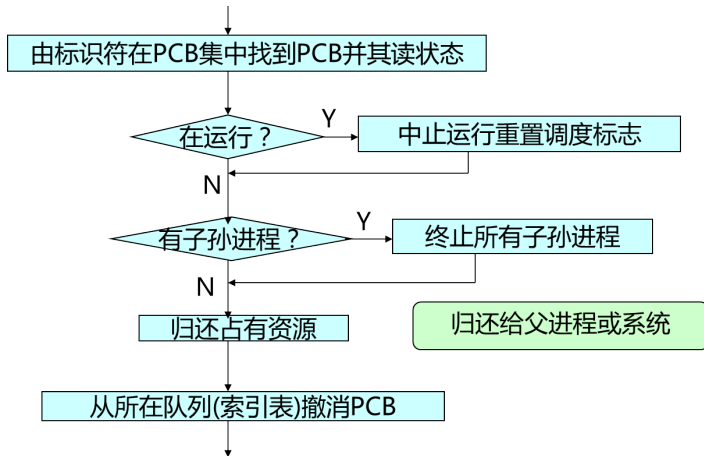 由标识符在PCB集中找到PCB并其读状态
在运行？
Y
中止运行重置调度标志
N
有子孙进程？
Y
终止所有子孙进程
N
归还占有资源
归还给父进程或系统
从所在队列(索引表)撤消PCB